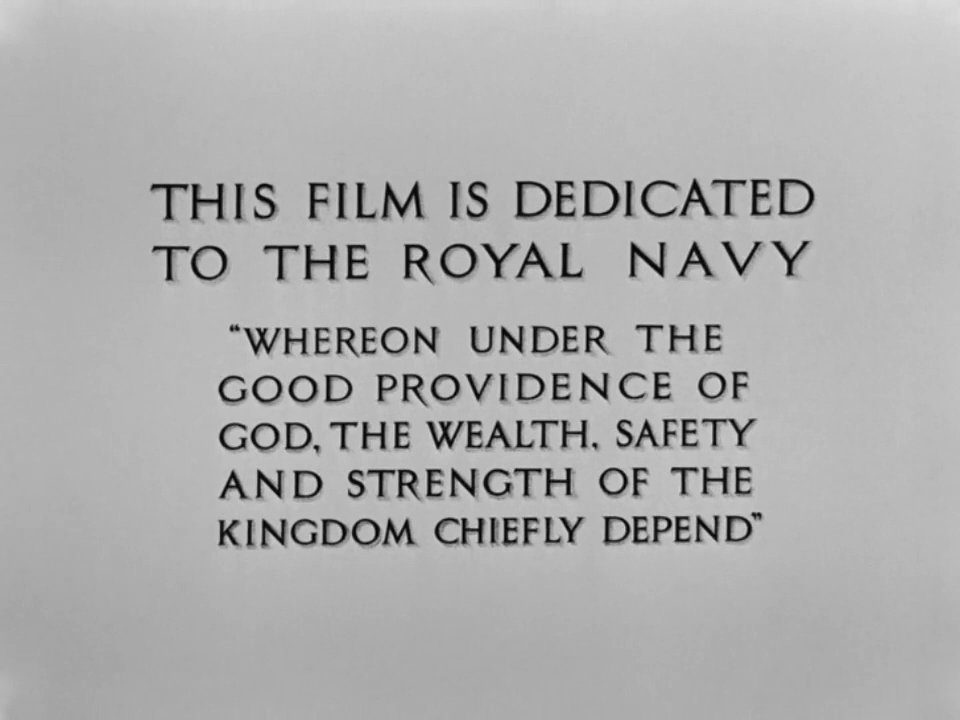 THIS FILM IS DEDICATED
TO THE ROYAL NAVY
"WHEREON UNDER THE
GOOD PROVIDENCE OF
GOD, THE WEALTH. SAFETY
AND STRENGTH OF THE
KINGDOM CHIEFLY DEPEND"